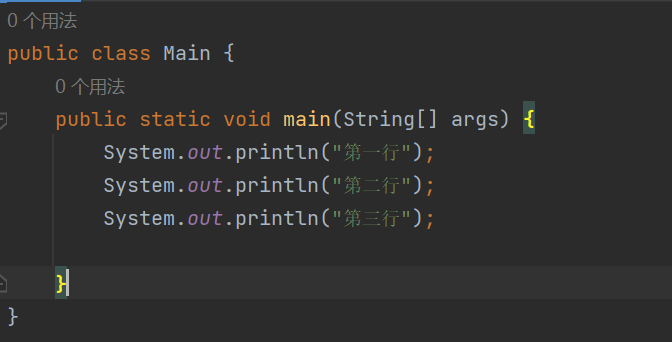 0 个用法
public class Main {
0 个用法
public static void main(String[] args) {
System.out.println("第一行");
System.out.println("第二行");
System.out.println("第三行");
}
}